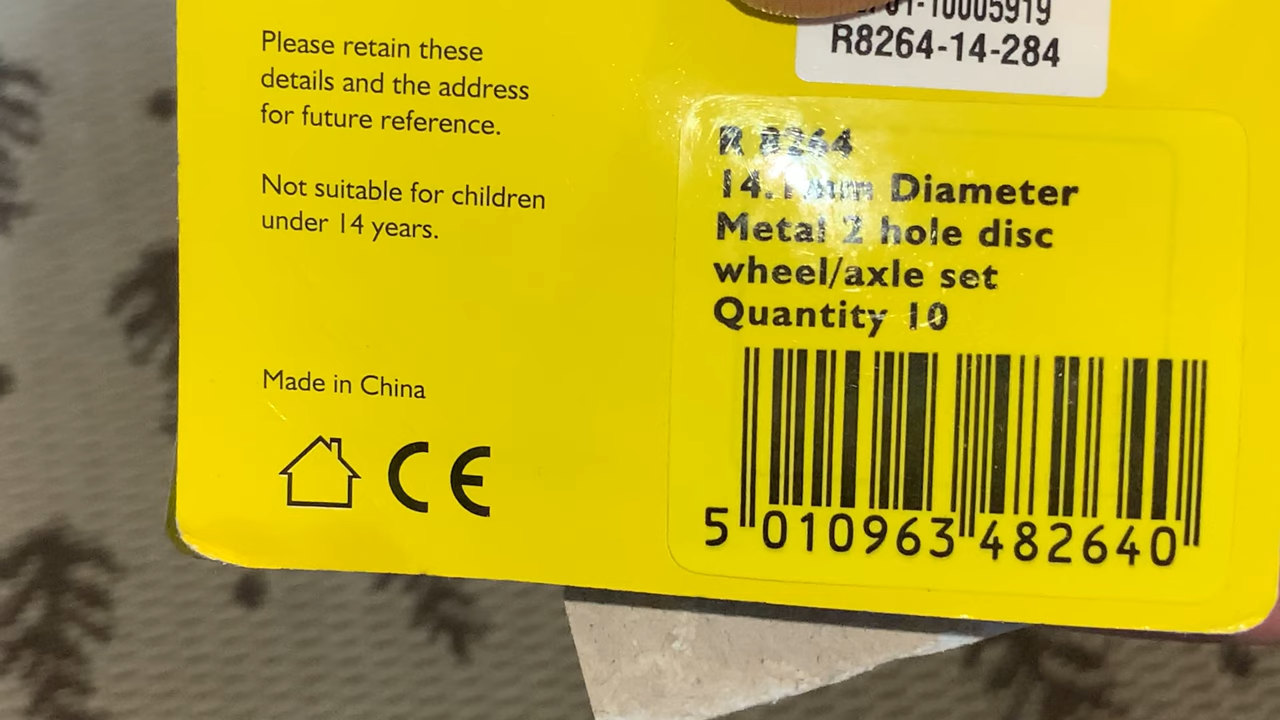 Please retain these
details and the address
for future reference.
Not suitable for children
under 14 years.
Made in China
CE
R8264-14-284
R 8264
Diameter
Metal 2 hole disc
wheel/axle set
Quantity 10
5 010963 482640